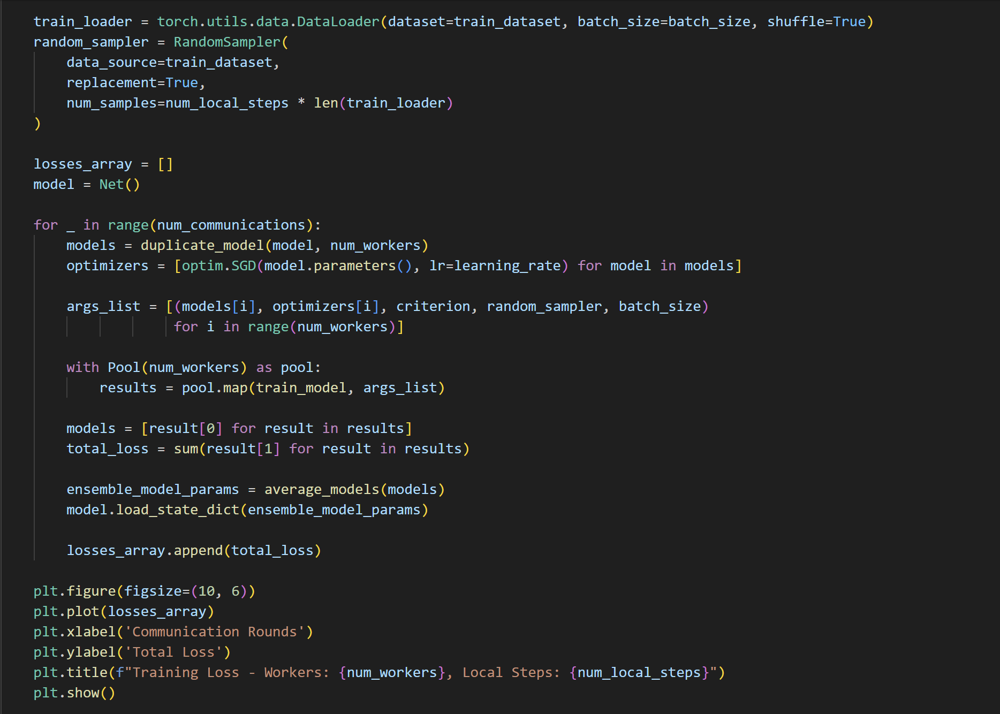 train_loader = torch.utils.data.DataLoader(dataset=train_dataset, batch_size=batch_size, shuffle=True)
random_sampler = RandomSampler(
    data_source=train_dataset,
    replacement=True,
    num_samples=num_local_steps * len(train_loader)
)

losses_array = []
model = Net()

for _ in range(num_communications):
    models = duplicate_model(model, num_workers)
    optimizers = [optim.SGD(model.parameters(), lr=learning_rate) for model in models]

    args_list = [(models[i], optimizers[i], criterion, random_sampler, batch_size)
                 for i in range(num_workers)]

    with Pool(num_workers) as pool:
        results = pool.map(train_model, args_list)

    models = [result[0] for result in results]
    total_loss = sum(result[1] for result in results)

    ensemble_model_params = average_models(models)
    model.load_state_dict(ensemble_model_params)

    losses_array.append(total_loss)

plt.figure(figsize=(10, 6))
plt.plot(losses_array)
plt.xlabel('Communication Rounds')
plt.ylabel('Total Loss')
plt.title(f"Training Loss - Workers: {num_workers}, Local Steps: {num_local_steps}")
plt.show()